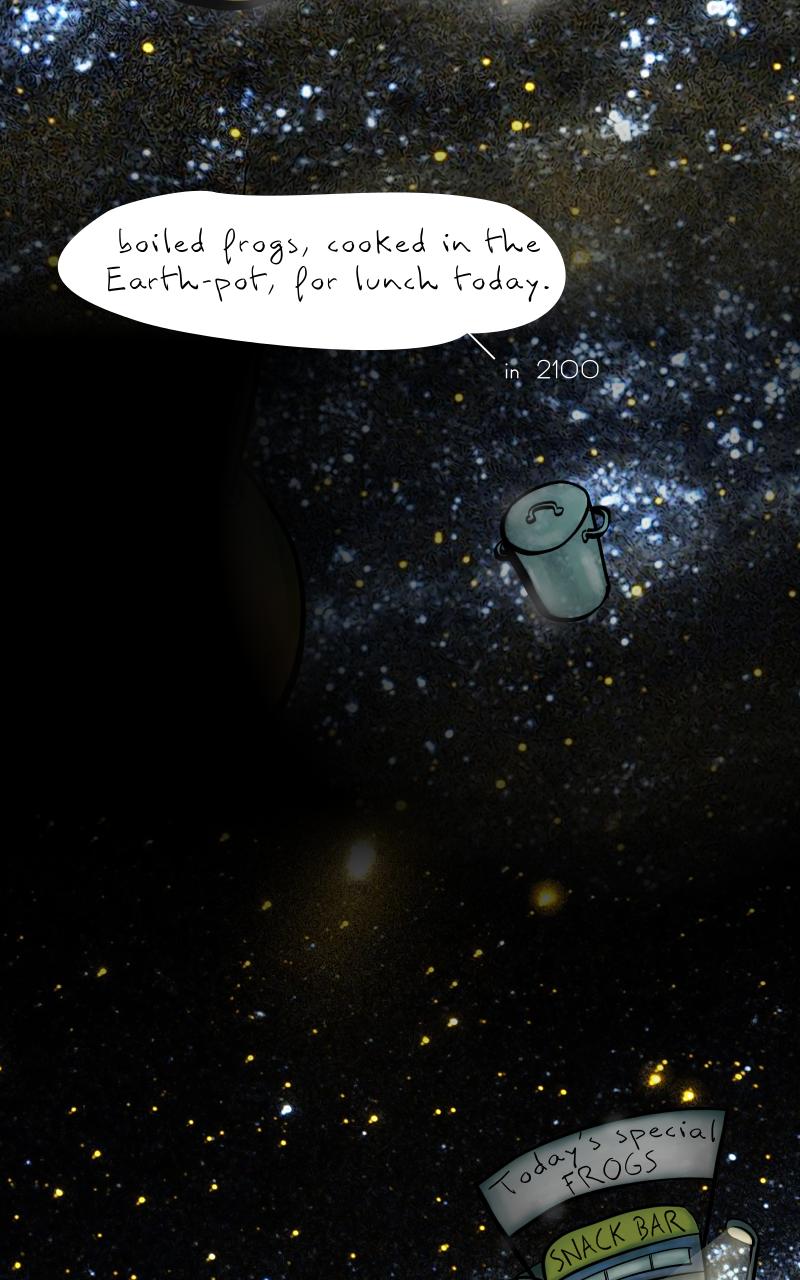 boiled frogs, cooked in the
Earth-pot, for lunch today.
in 2100
Today's special
FROGS
SNACK BAR